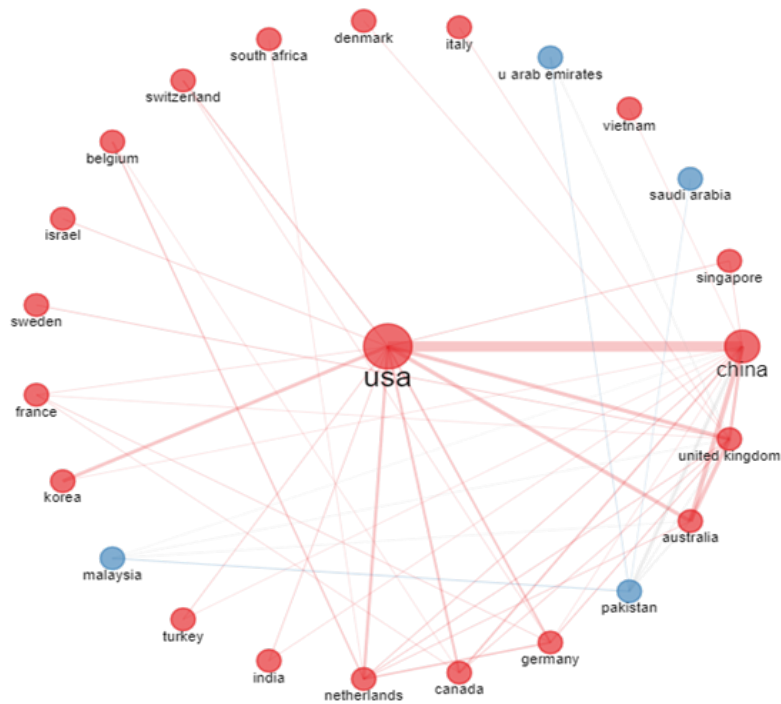 denmark
italy
south africa
u arab emirates
switzerland
vietnam
belgium
saudi arabia
israel
singapore
sweden
usa
china
france
united kingdom
korea
australia
malaysia
pakistan
turkey
germany
india
canada
netherlands